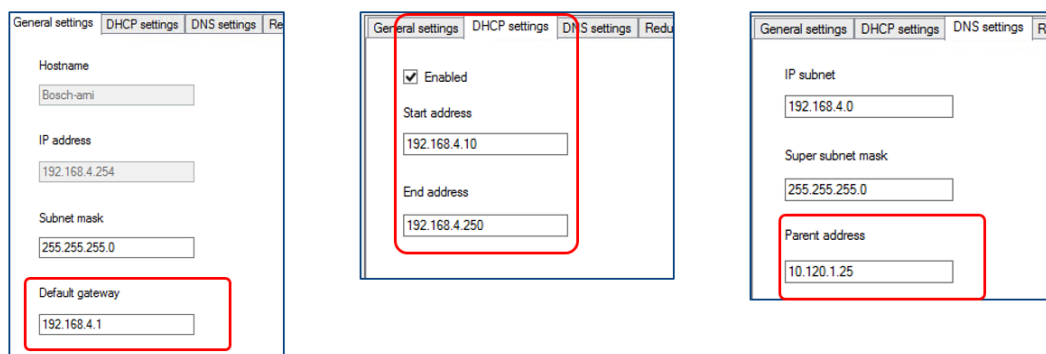 General settings DHCP settings DNS settings Re
Hostname
Bosch-ami
IP address
192.168.4.254
Subnet mask
255.255.255.0
Default gateway
192.168.4.1
General settings DHCP settings DNS settings Redu
Enabled
Start address
192.168.4.10
End address
192.168.4.250
General settings DHCP settings DNS settings R
IP subnet
192.168.4.0
Super subnet mask
255.255.255.0
Parent address
10.120.1.25